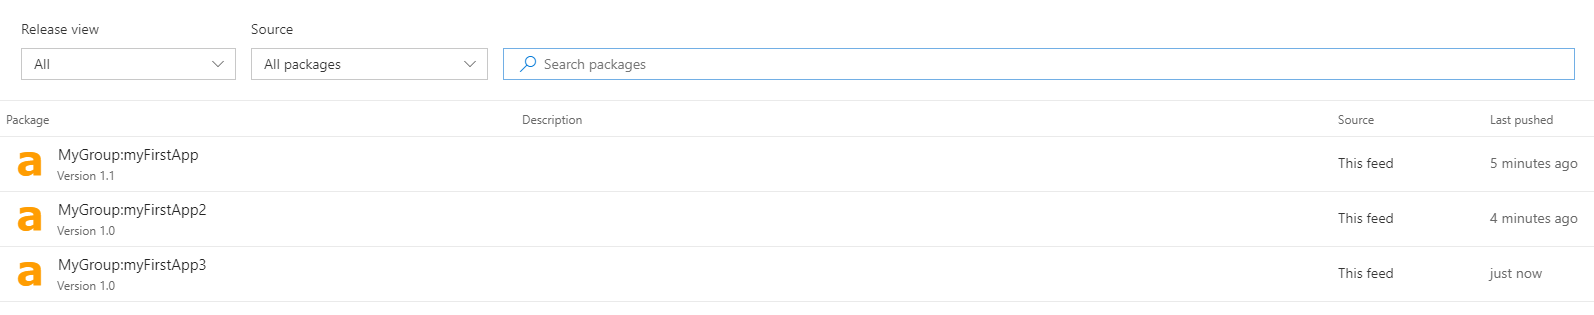 Release view Source
All All packages Search packages
Package Description Source Last pushed
a MyGroup:myFirstApp This feed 5 minutes ago
Version 1.1
a MyGroup:myFirstApp2 This feed 4 minutes ago
Version 1.0
a MyGroup:myFirstApp3 This feed just now
Version 1.0